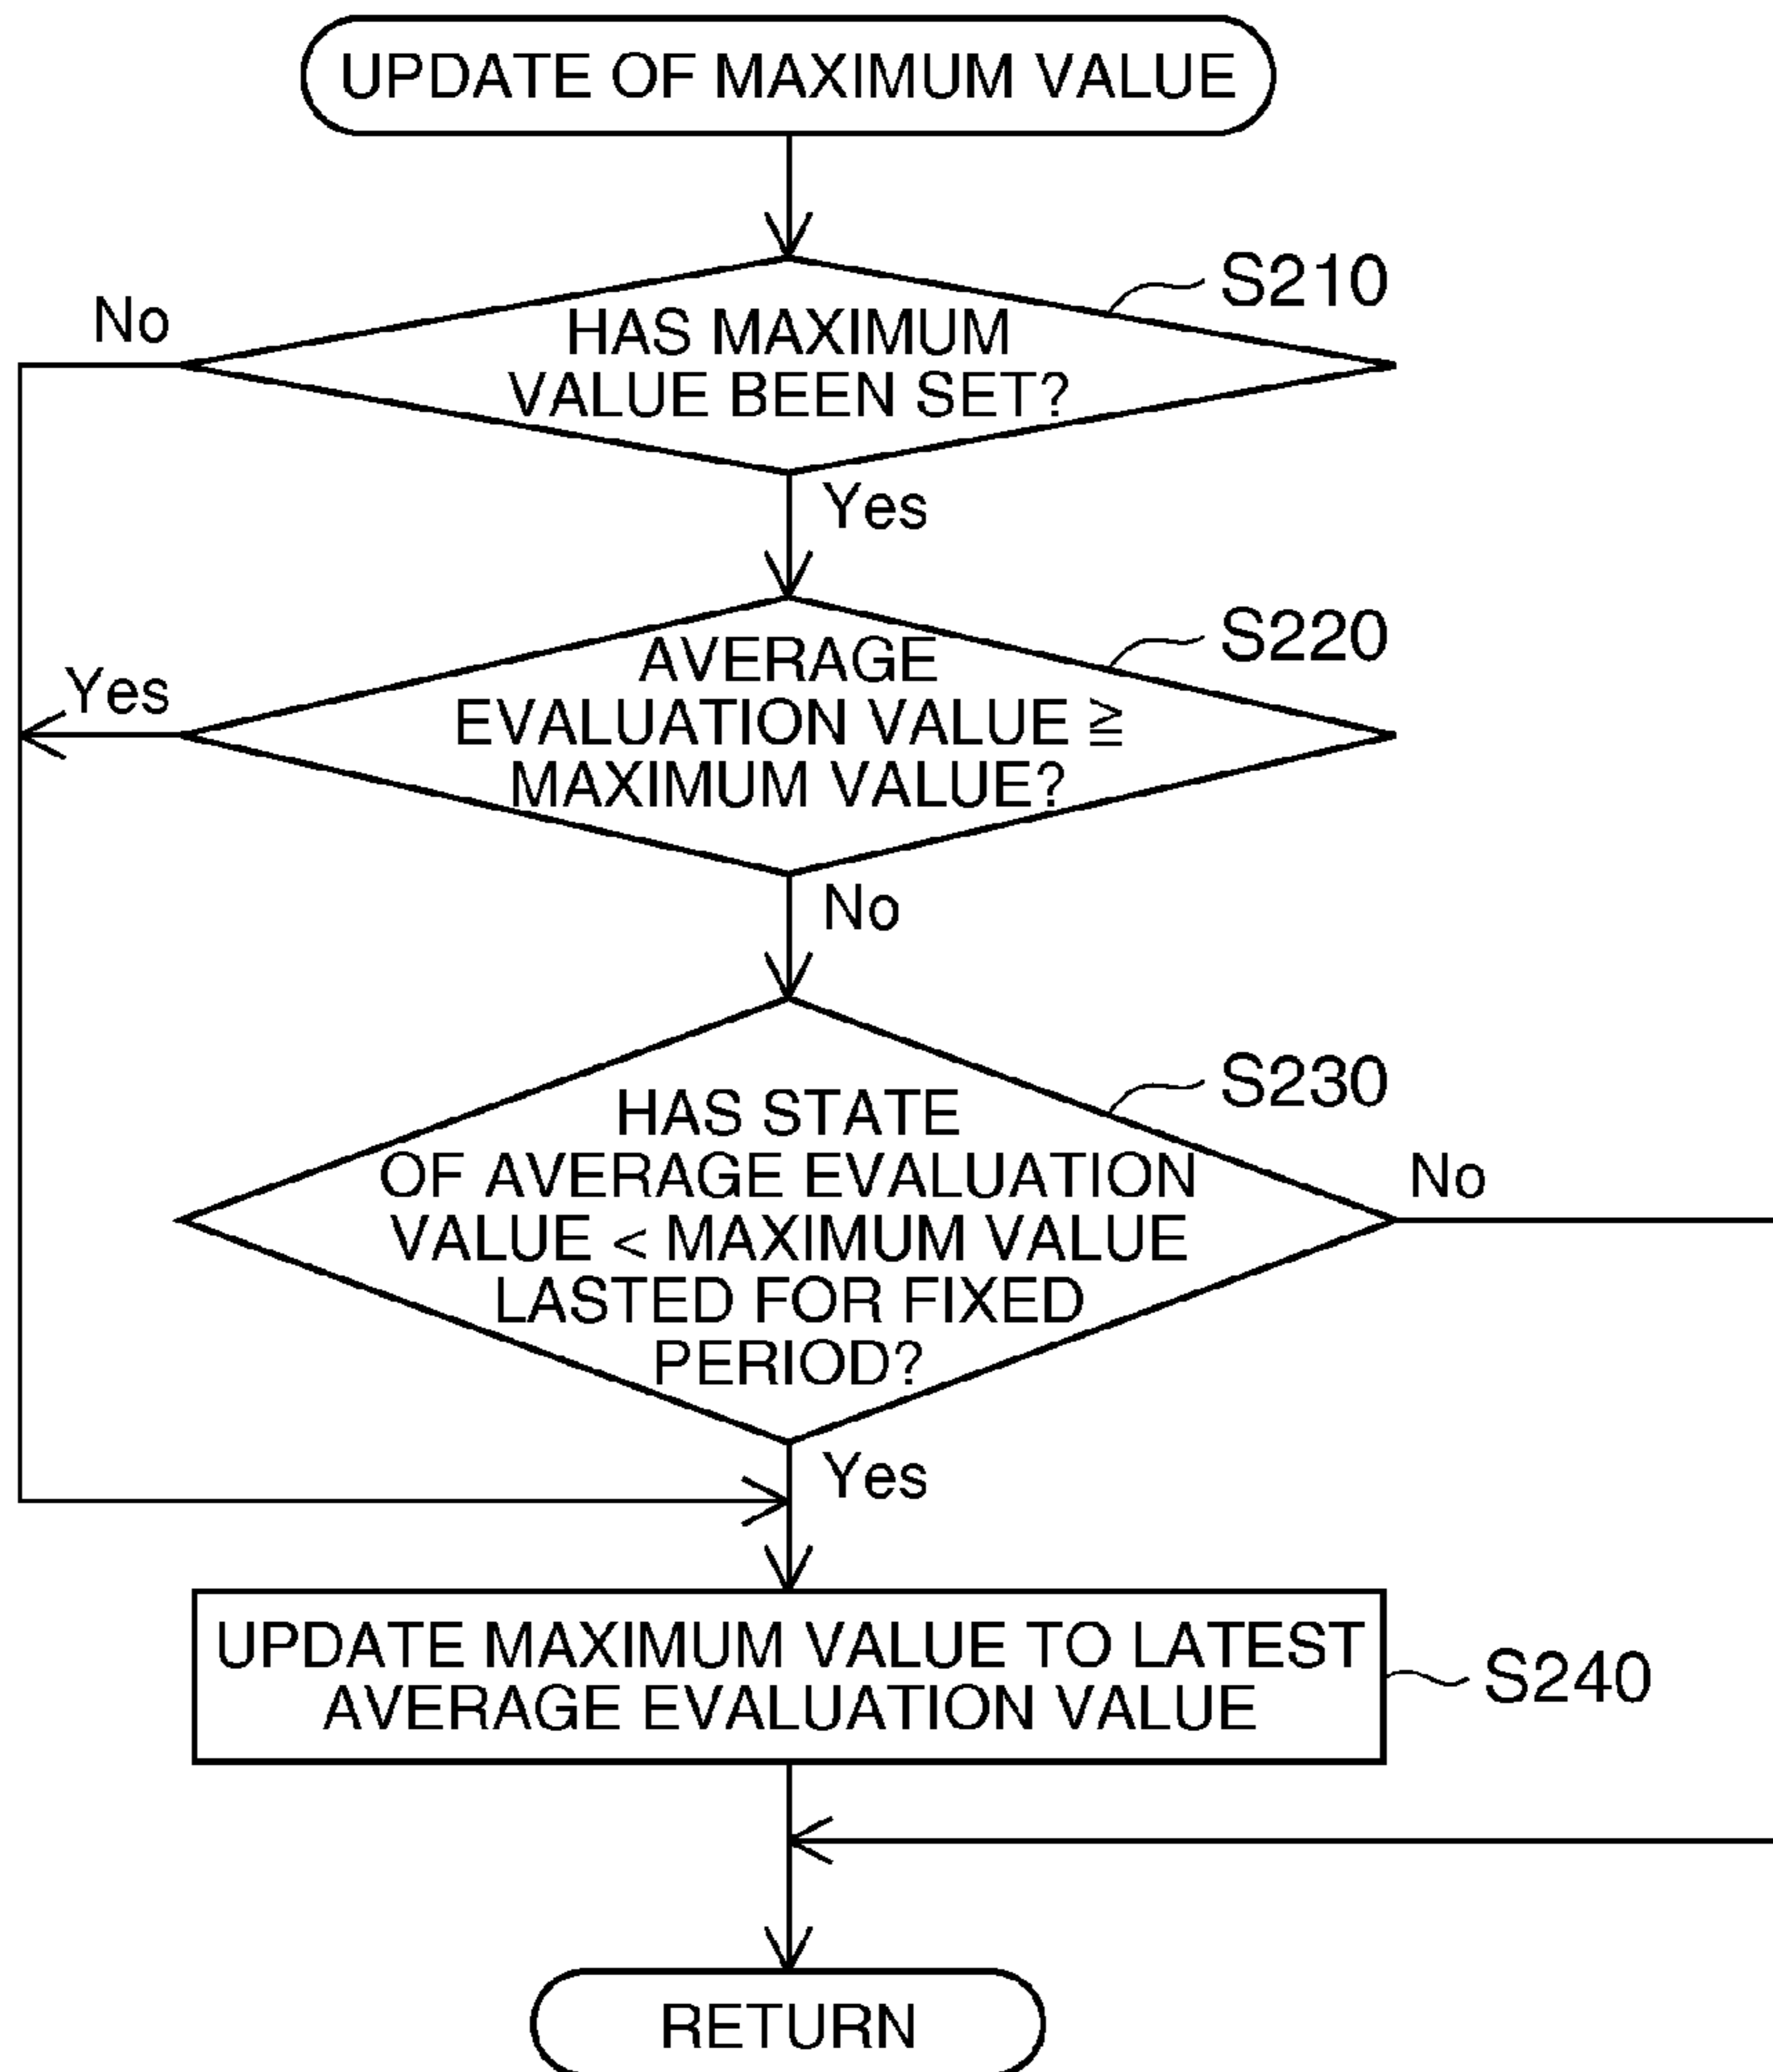 UPDATE OF MAXIMUM VALUE
S210
No
HAS MAXIMUM
VALUE BEEN SET?
Yes
S220
Yes
AVERAGE
EVALUATION VALUE ≧
MAXIMUM VALUE?
No
S230
HAS STATE
OF AVERAGE EVALUATION
VALUE < MAXIMUM VALUE
LASTED FOR FIXED
PERIOD?
No
Yes
UPDATE MAXIMUM VALUE TO LATEST
AVERAGE EVALUATION VALUE
S240
RETURN